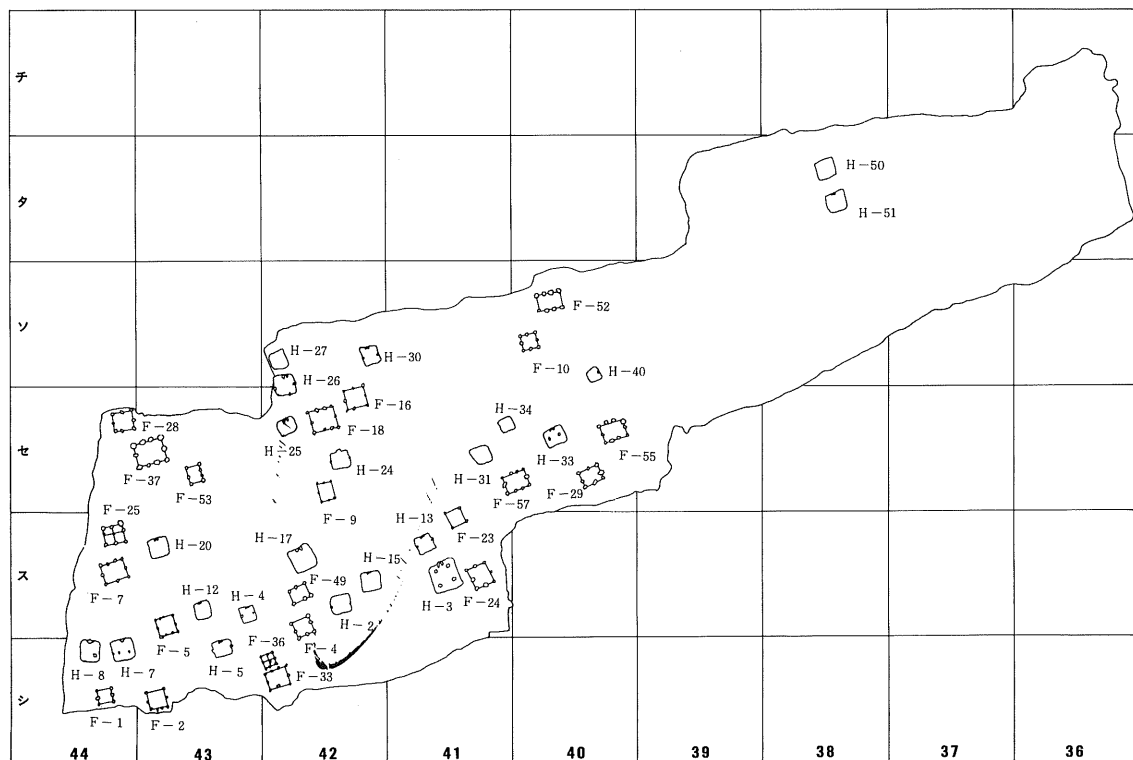 チ
タ
ソ
セ
ス
シ
H-50
H-51
F-52
F-10
H-27
H-30
H-26
H-40
F-16
H-34
F-28
F-18
H-25
H-33
F-55
F-37
H-24
H-31
F-53
F-57
F-29
F-25
F-9
H-13
F-23
H-17
H-20
H-15
F-49
F-7
H-12
H-4
H-3
F-24
H-2
F-5
F-36
F-4
H-8
H-7
H-5
F-33
F-1
F-2
44 43 42 41 40 39 38 37 36